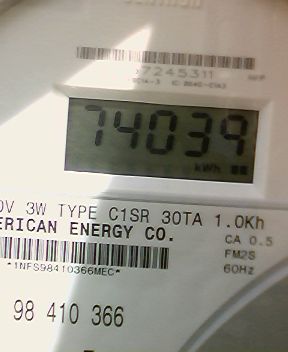 7245311
74039
kWh
0V 3W TYPE C1SR 30TA 1.0Kh
ERICAN ENERGY CO.
CA 0.5
FM2S
*1NFS98410366MEC*
60Hz
98 410 366